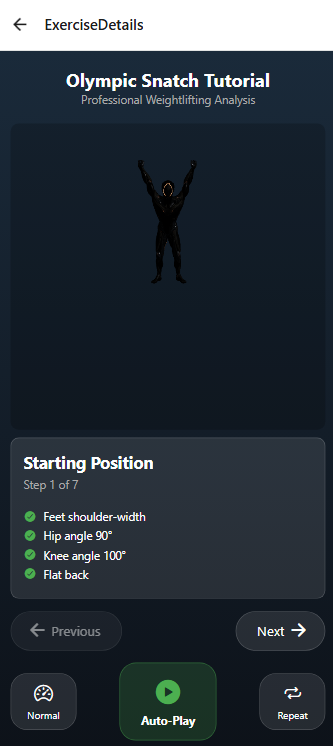 ExerciseDetails
Olympic Snatch Tutorial
Professional Weightlifting Analysis
Starting Position
Step 1 of 7
Feet shoulder-width
Hip angle 90°
Knee angle 100°
Flat back
Previous
Next
Normal
Auto-Play
Repeat